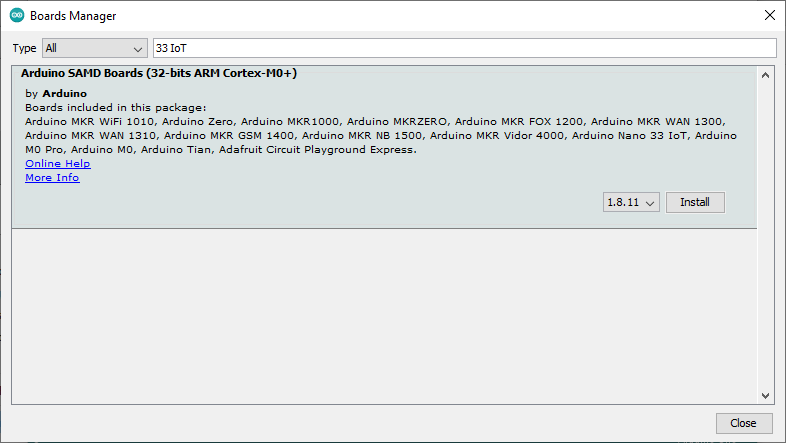 Boards Manager
Type All 33 IoT
Arduino SAMD Boards (32-bits ARM Cortex-M0+)
by Arduino
Boards included in this package:
Arduino MKR WiFi 1010, Arduino Zero, Arduino MKR1000, Arduino MKRZERO, Arduino MKR FOX 1200, Arduino MKR WAN 1300,
Arduino MKR WAN 1310, Arduino MKR GSM 1400, Arduino MKR NB 1500, Arduino MKR Vidor 4000, Arduino Nano 33 IoT, Arduino
M0 Pro, Arduino M0, Arduino Tian, Adafruit Circuit Playground Express.
Online Help
More Info
1.8.11 Install
Close